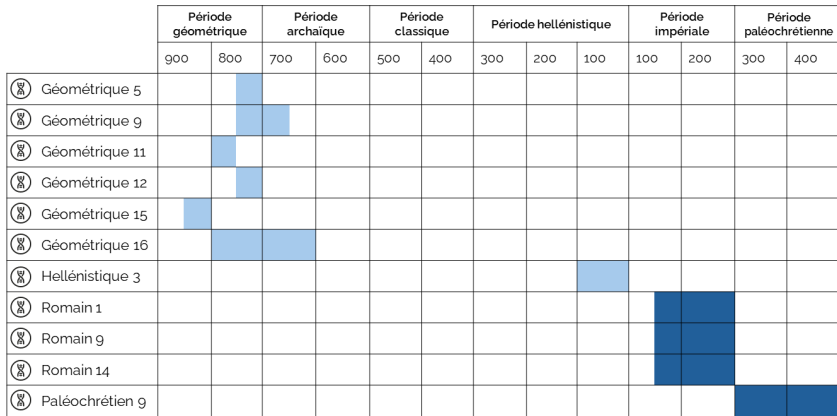 Période géométrique
Période archaïque
Période classique
Période hellénistique
Période impériale
Période paléochrétienne
900 800 700 600 500 400 300 200 100 100 200 300 400
Géométrique 5
Géométrique 9
Géométrique 11
Géométrique 12
Géométrique 15
Géométrique 16
Hellénistique 3
Romain 1
Romain 9
Romain 14
Paléochrétien 9